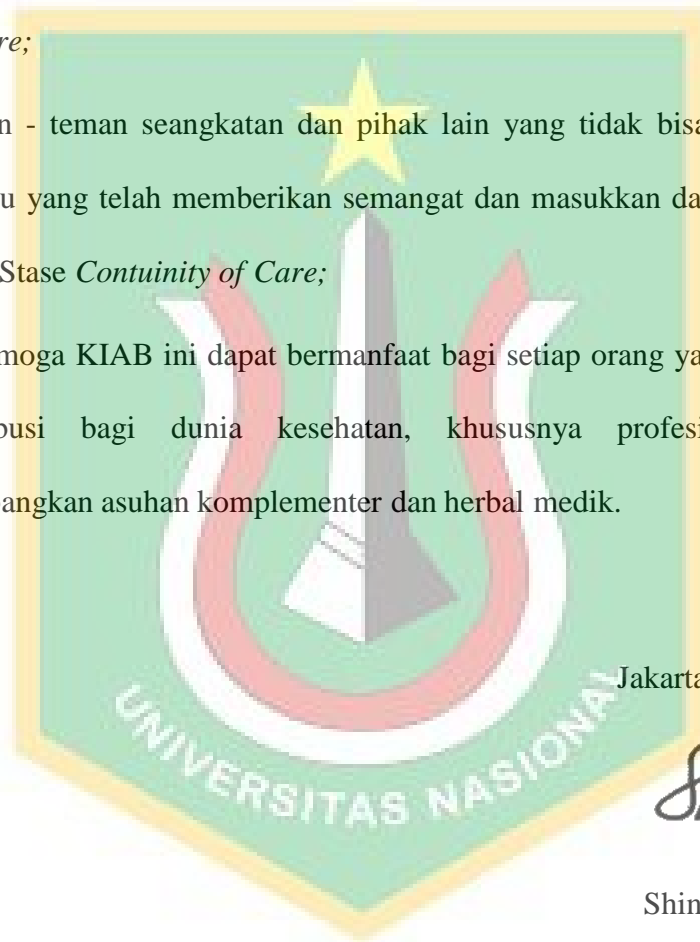 re;
n - teman seangkatan dan pihak lain yang tidak bisa
u yang telah memberikan semangat dan masukkan da
Stase Contuinity of Care;
moga KIAB ini dapat bermanfaat bagi setiap orang ya
busi bagi dunia kesehatan, khususnya profesi
bangkan asuhan komplementer dan herbal medik.
Jakarta
UNIVERSITAS NASIONAL
Shin